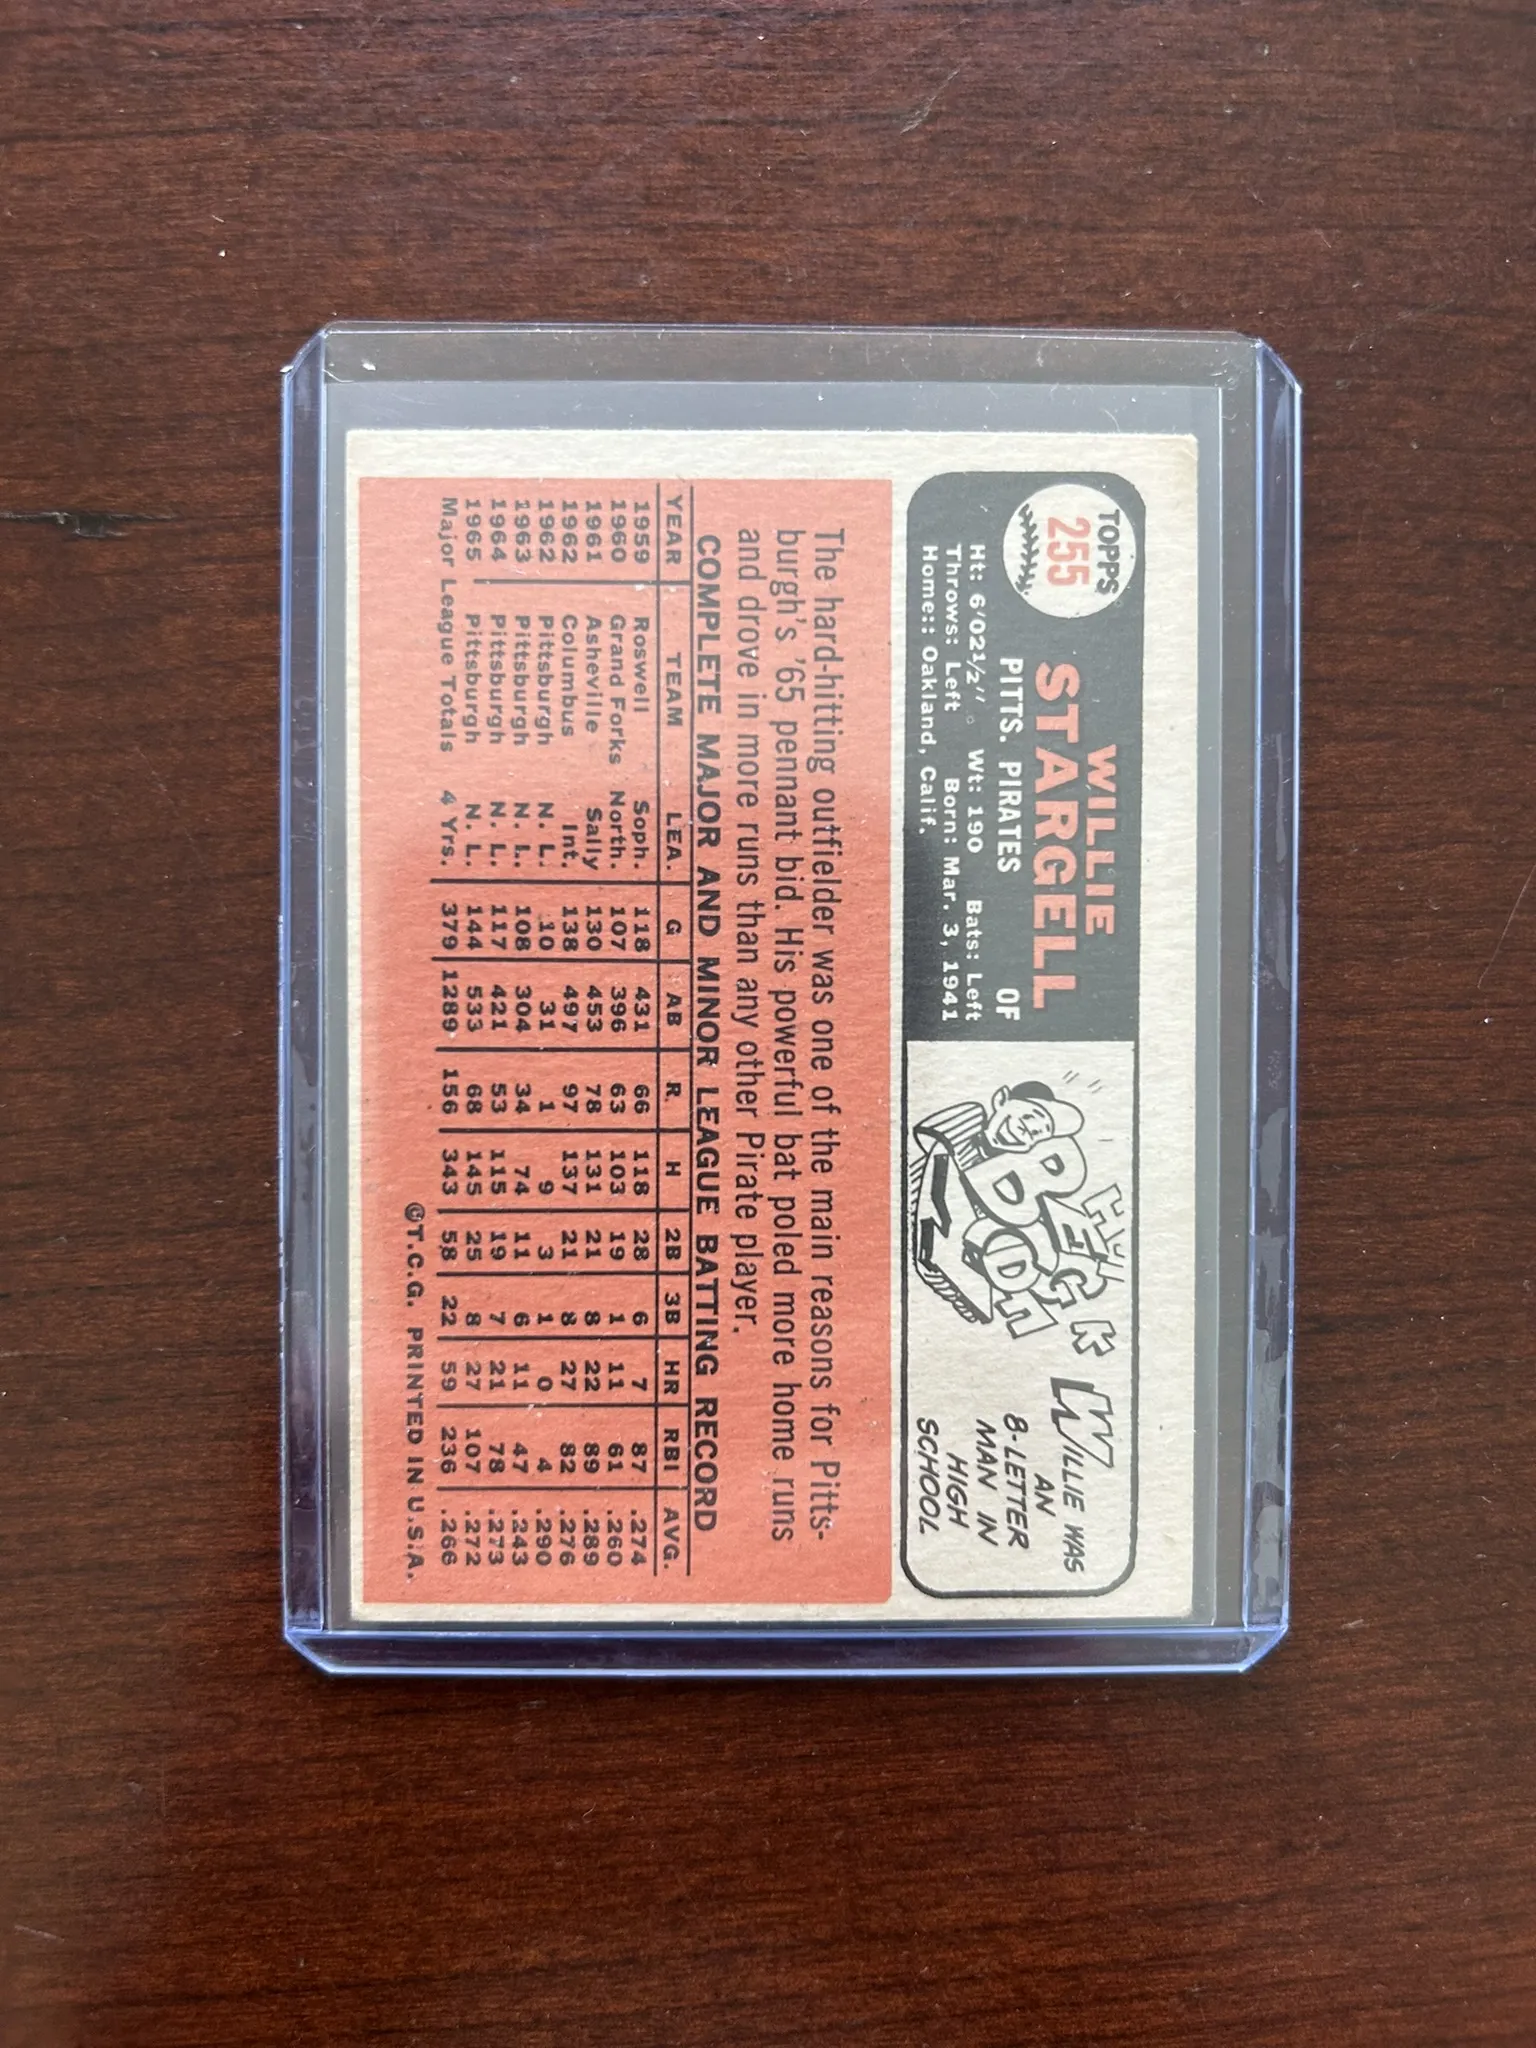 TOPPS
255
WILLIE
STARGELL
PITTS. PIRATES OF
Ht: 6'02½" Wt: 190 Bats: Left
Throws: Left Born: Mar. 3, 1941
Home:: Oakland, Calif.
WILLIE WAS
AN
8-LETTER
MAN IN
HIGH
SCHOOL
The hard-hitting outfielder was one of the main reasons for Pitts-
burgh's '65 pennant bid. His powerful bat poled more home runs
and drove in more runs than any other Pirate player.
COMPLETE MAJOR AND MINOR LEAGUE BATTING RECORD
YEAR TEAM LEA. G AB R H 2B 3B HR RBI AVG.
1959 Roswell Soph. 118 431 66 118 28 6 7 87 .274
1960 Grand Forks North. 107 396 63 103 19 1 11 61 .260
1961 Asheville Sally 130 453 78 131 21 8 22 89 .289
1962 Columbus Int. 138 497 97 137 21 8 27 82 .276
1962 Pittsburgh N. L. 10 31 1 9 3 1 0 4 .290
1963 Pittsburgh N. L. 108 304 34 74 11 6 11 47 .243
1964 Pittsburgh N. L. 117 421 53 115 19 7 21 78 .273
1965 Pittsburgh N. L. 144 533 68 145 25 8 27 107 .272
Major League Totals 4 Yrs. 379 1289 156 343 58 22 59 236 .266
©T.C.G. PRINTED IN U.S.A.